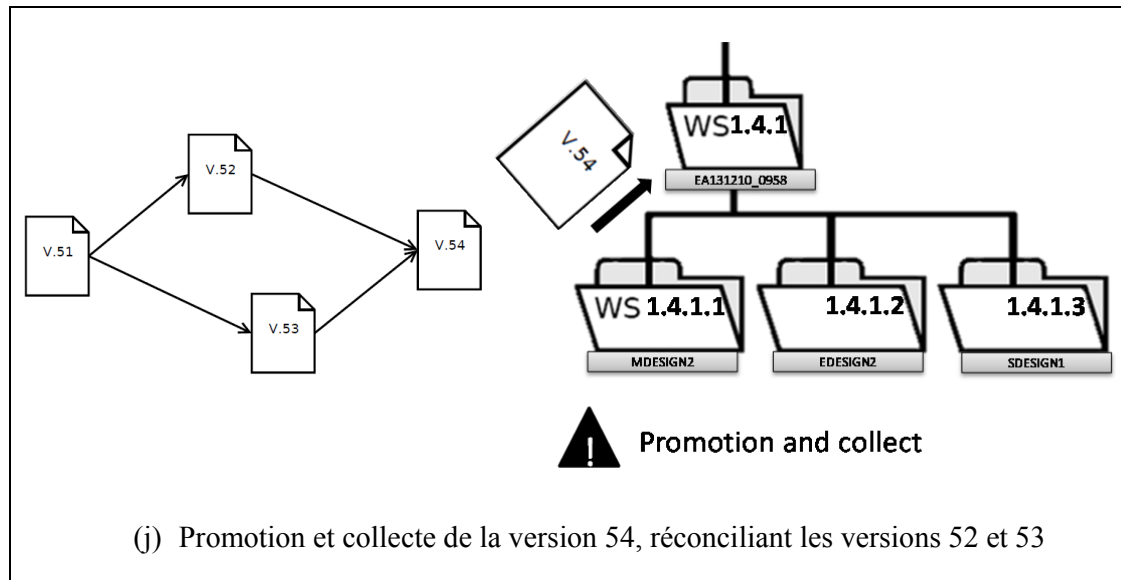 V.51
V.52
V.53
V.54
V.54
WS 1.4.1
EA131210_0958
WS 1.4.1.1
1.4.1.2
1.4.1.3
MDESIGN2
EDESIGN2
SDESIGN1
! Promotion and collect
(j) Promotion et collecte de la version 54, réconciliant les versions 52 et 53